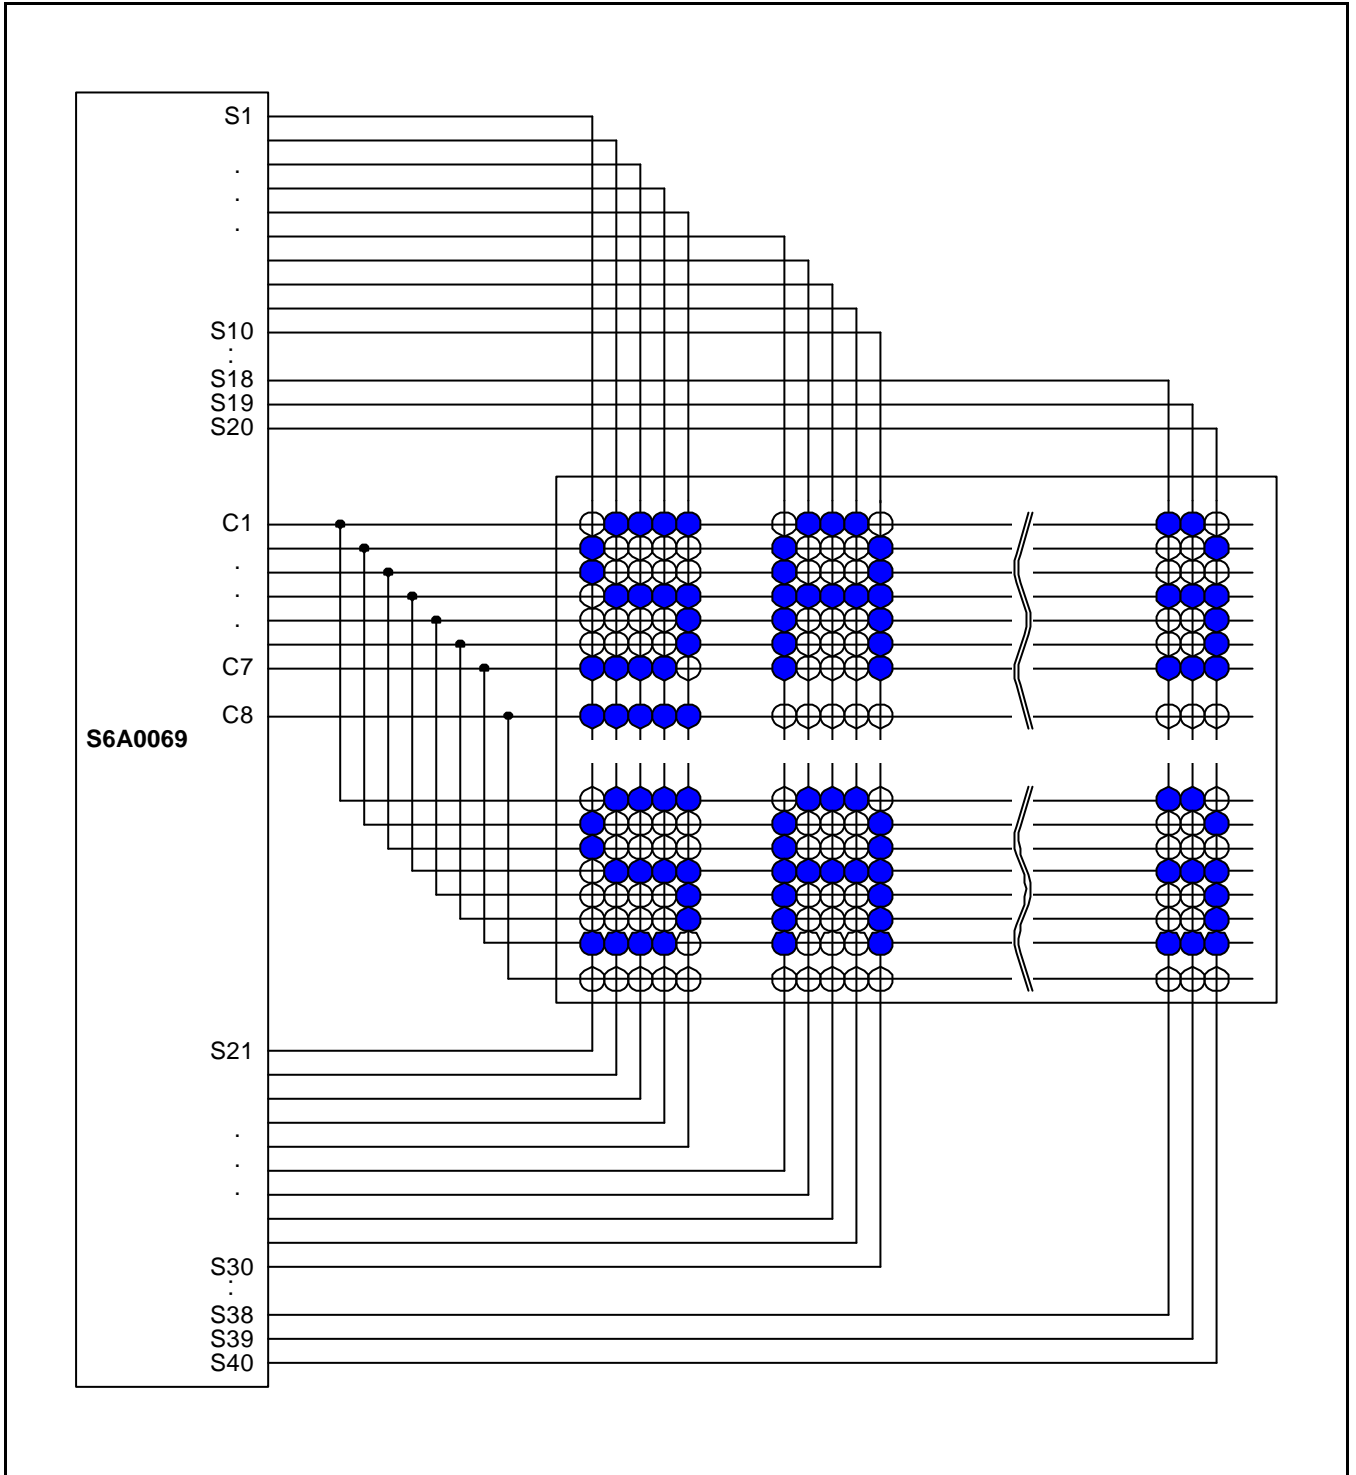 S1
.
.
.
S10
:
S18
S19
S20
C1
.
.
.
C7
C8
S6A0069
S21
.
.
.
S30
:
S38
S39
S40